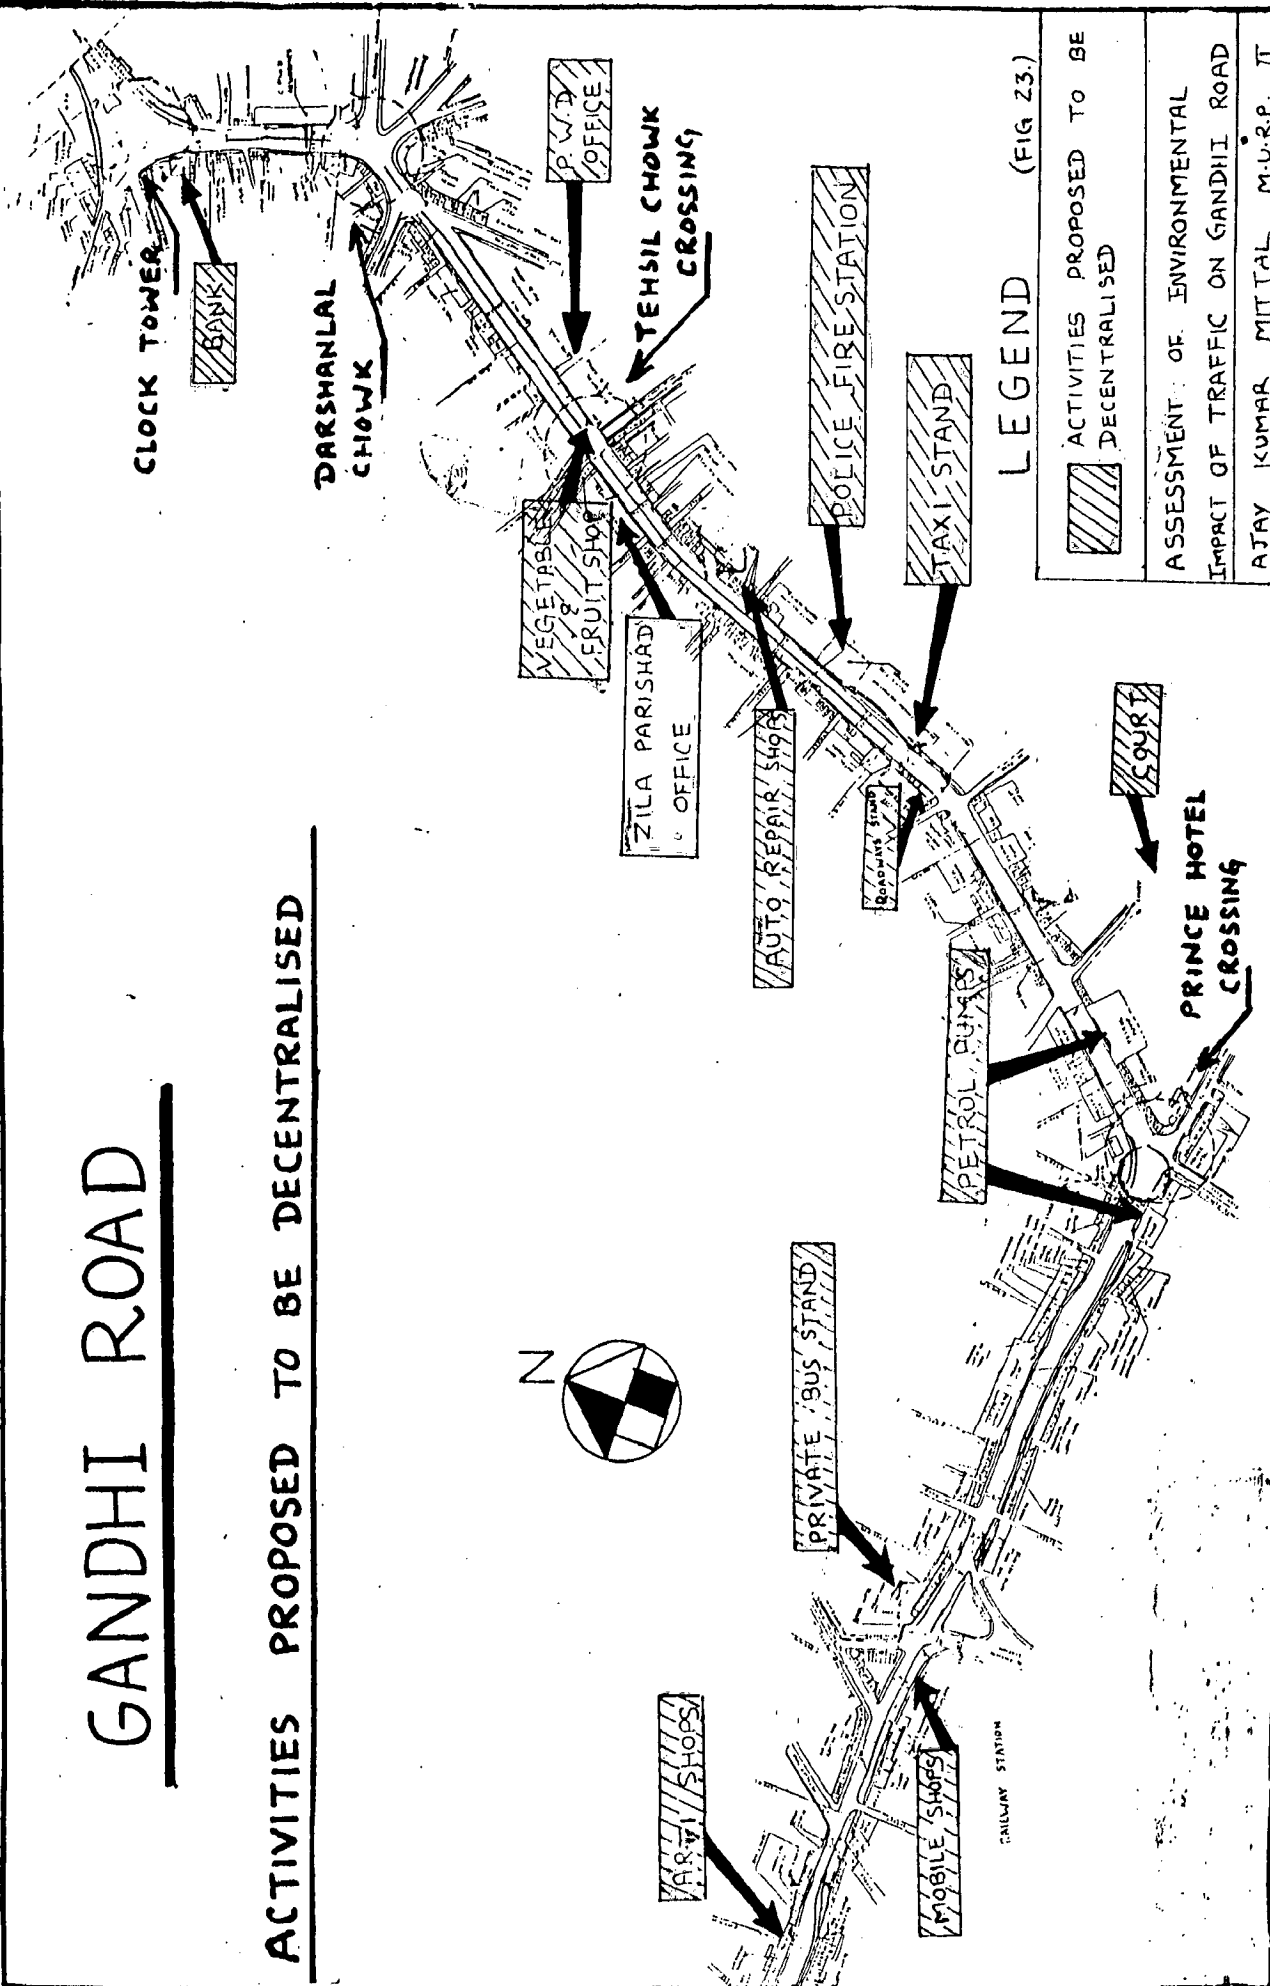 GANDHI ROAD
ACTIVITIES PROPOSED TO BE DECENTRALISED
N
CLOCK TOWER
BANK
DARSHANLAL
CHOWK
P.W.D.
OFFICE
TEHSIL CHOWK
CROSSING
VEGETABLE
&
FRUIT SHOP
ZILA PARISHAD
OFFICE
POLICE FIRE STATION
AUTO REPAIR SHOPS
TAXI STAND
ROADWAYS STAND
COURT
PETROL PUMPS
PRINCE HOTEL
CROSSING
PRIVATE BUS STAND
SHOPS
MOBILE SHOPS
RAILWAY STATION
LEGEND (FIG 23.)
ACTIVITIES PROPOSED TO BE
DECENTRALISED
ASSESSMENT OF ENVIRONMENTAL
IMPACT OF TRAFFIC ON GANDHI ROAD
AJAY KUMAR MITTAL M.U.R.P. II